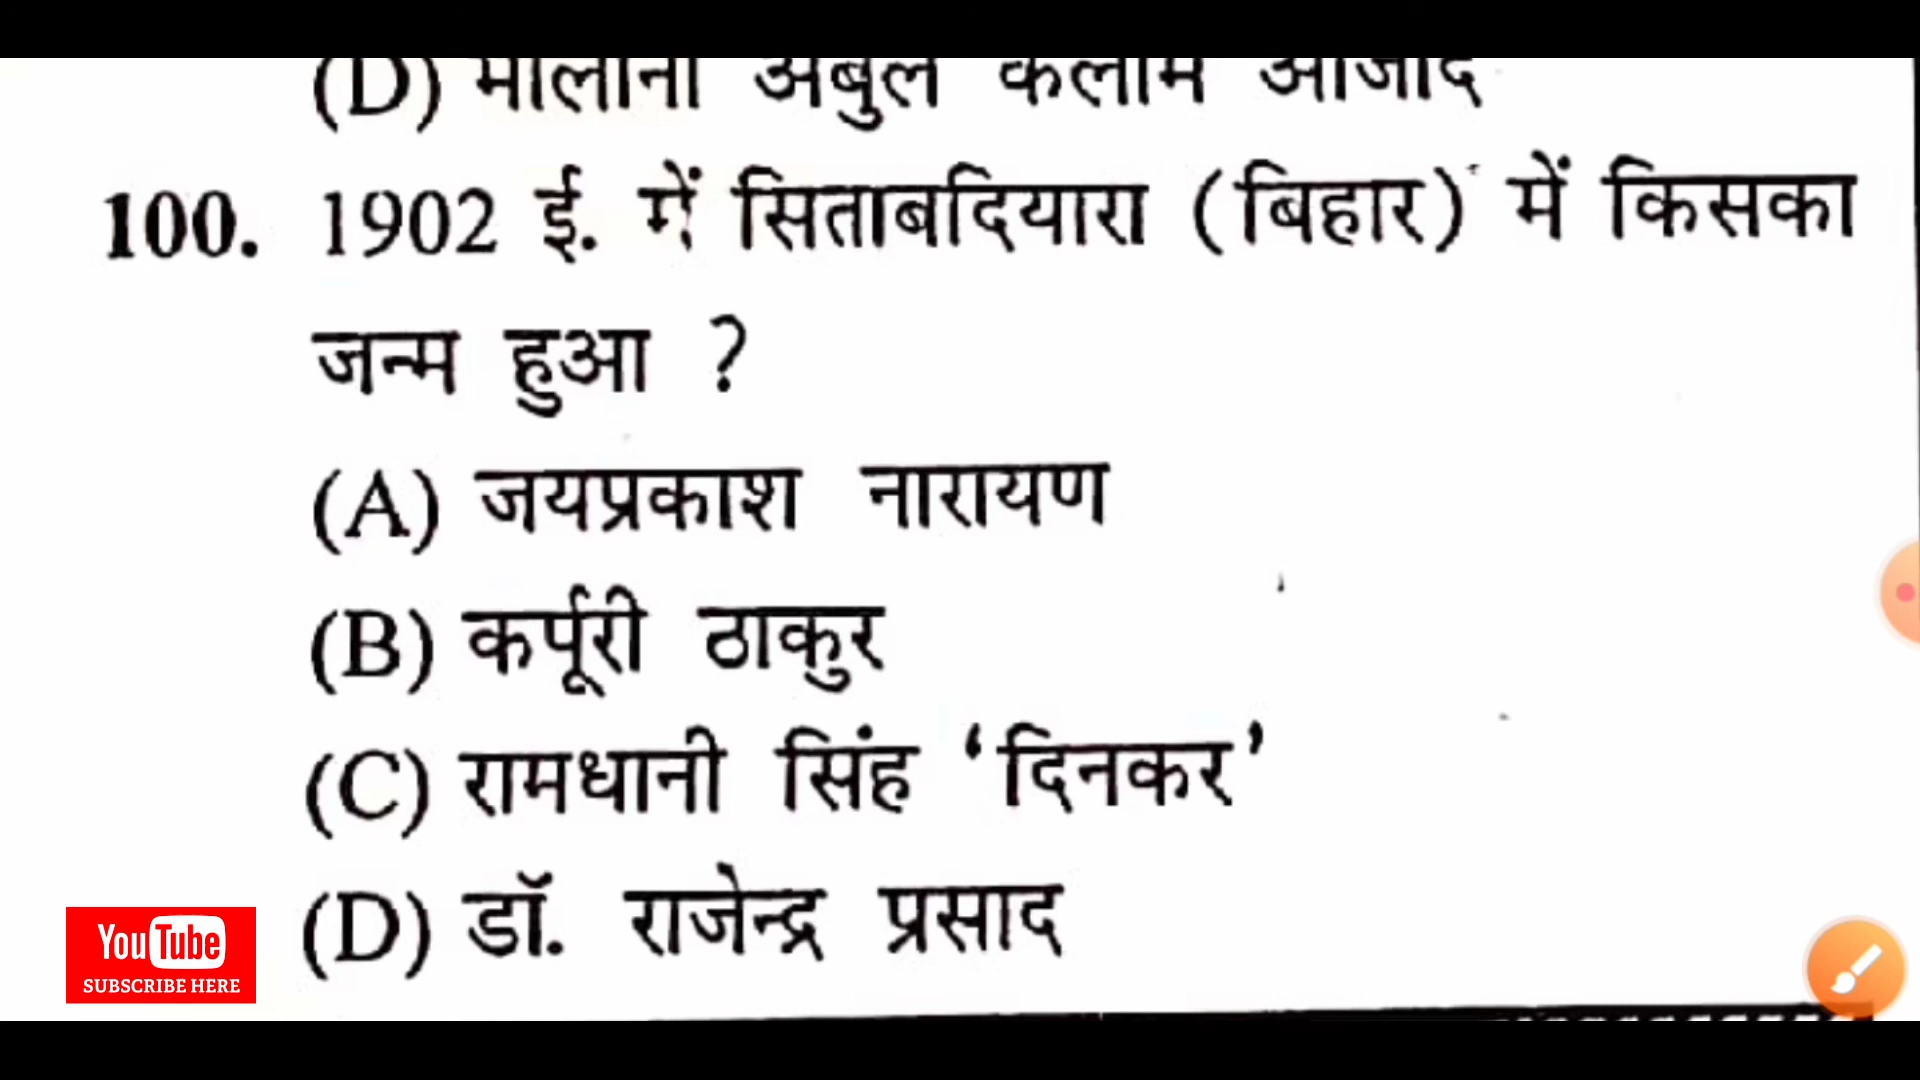 (D) मौलाना अबुल कलाम आजाद
100. 1902 ई. में सिताबदियारा (बिहार) में किसका
जन्म हुआ ?
(A) जयप्रकाश नारायण
(B) कर्पूरी ठाकुर
(C) रामधानी सिंह ‘दिनकर’
(D) डॉ. राजेन्द्र प्रसाद
YouTube
SUBSCRIBE HERE